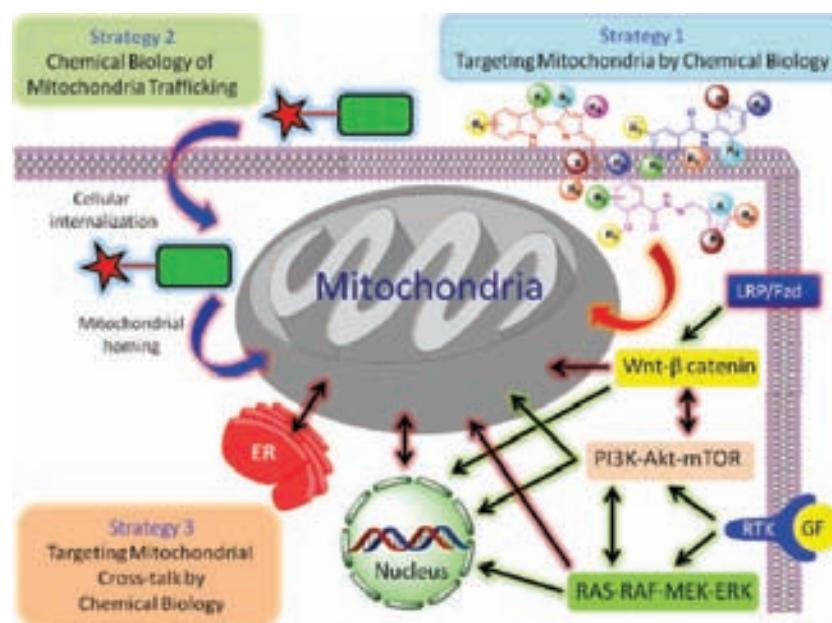 Strategy 2
Chemical Biology of
Mitochondria Trafficking
Strategy 1
Targeting Mitochondria by Chemical Biology
Cellular
internalization
Mitochondrial
homing
Mitochondria
LRP/Fzd
Wnt-β catenin
PI3K-Akt-mTOR
RTK
GF
RAS-RAF-MEK-ERK
ER
Nucleus
Strategy 3
Targeting Mitochondrial
Cross-talk by
Chemical Biology